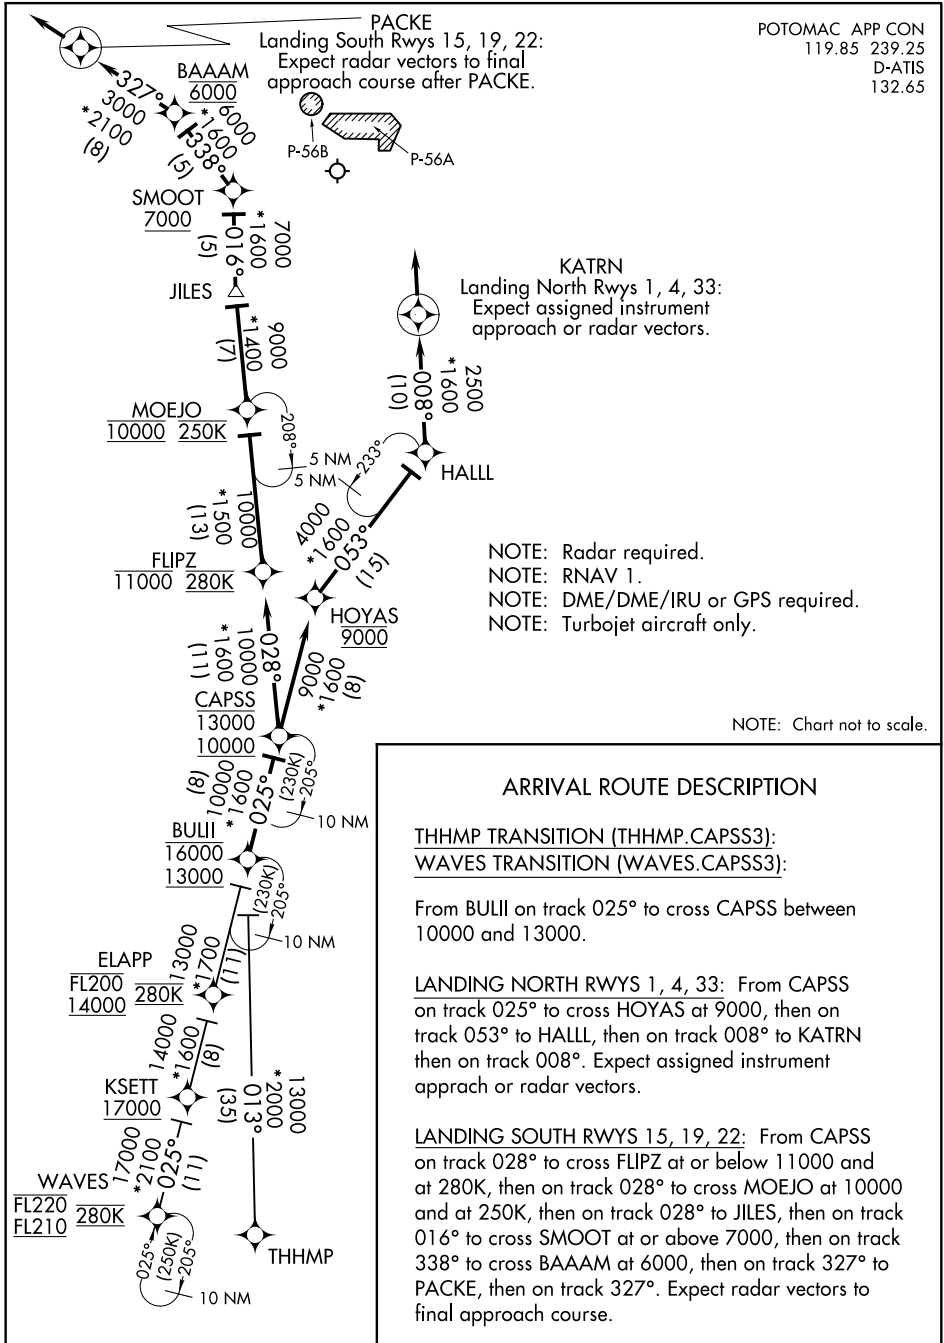 PACKE
Landing South Rwys 15, 19, 22:
Expect radar vectors to final
approach course after PACKE.
POTOMAC APP CON
119.85 239.25
D-ATIS
132.65
327°
3000
*2100
(8)
BAAAM
6000
P-56B
P-56A
6000
*1600
338°
(5)
SMOOT
7000
7000
*1600
016°
(5)
JILES
KATRN
Landing North Rwys 1, 4, 33:
Expect assigned instrument
approach or radar vectors.
9000
*1400
(7)
2500
*1600
008°
(10)
MOEJO
10000 250K
208°
5 NM
5 NM
233°
HALLL
10000
*1500
(13)
4000
*1600
053°
(15)
FLIPZ
11000 280K
NOTE: Radar required.
NOTE: RNAV 1.
NOTE: DME/DME/IRU or GPS required.
NOTE: Turbojet aircraft only.
HOYAS
9000
028°
10000
*1600
(11)
9000
*1600
(8)
CAPSS
13000
10000
NOTE: Chart not to scale.
(230K)
205°
10 NM
025°
10000
*1600
(8)
BULII
16000
13000
(230K)
205°
10 NM
13000
*1700
(11)
ELAPP
FL200
14000
280K
14000
*1600
(8)
KSETT
17000
13000
*2000
013°
(35)
17000
*2100
025°
(11)
WAVES
FL220
FL210
280K
025°
(250K)
205°
10 NM
THHMP
ARRIVAL ROUTE DESCRIPTION
THHMP TRANSITION (THHMP.CAPSS3):
WAVES TRANSITION (WAVES.CAPSS3):
From BULII on track 025° to cross CAPSS between
10000 and 13000.
LANDING NORTH RWYS 1, 4, 33: From CAPSS
on track 025° to cross HOYAS at 9000, then on
track 053° to HALLL, then on track 008° to KATRN
then on track 008°. Expect assigned instrument
apprach or radar vectors.
LANDING SOUTH RWYS 15, 19, 22: From CAPSS
on track 028° to cross FLIPZ at or below 11000 and
at 280K, then on track 028° to cross MOEJO at 10000
and at 250K, then on track 028° to JILES, then on track
016° to cross SMOOT at or above 7000, then on track
338° to cross BAAAM at 6000, then on track 327° to
PACKE, then on track 327°. Expect radar vectors to
final approach course.